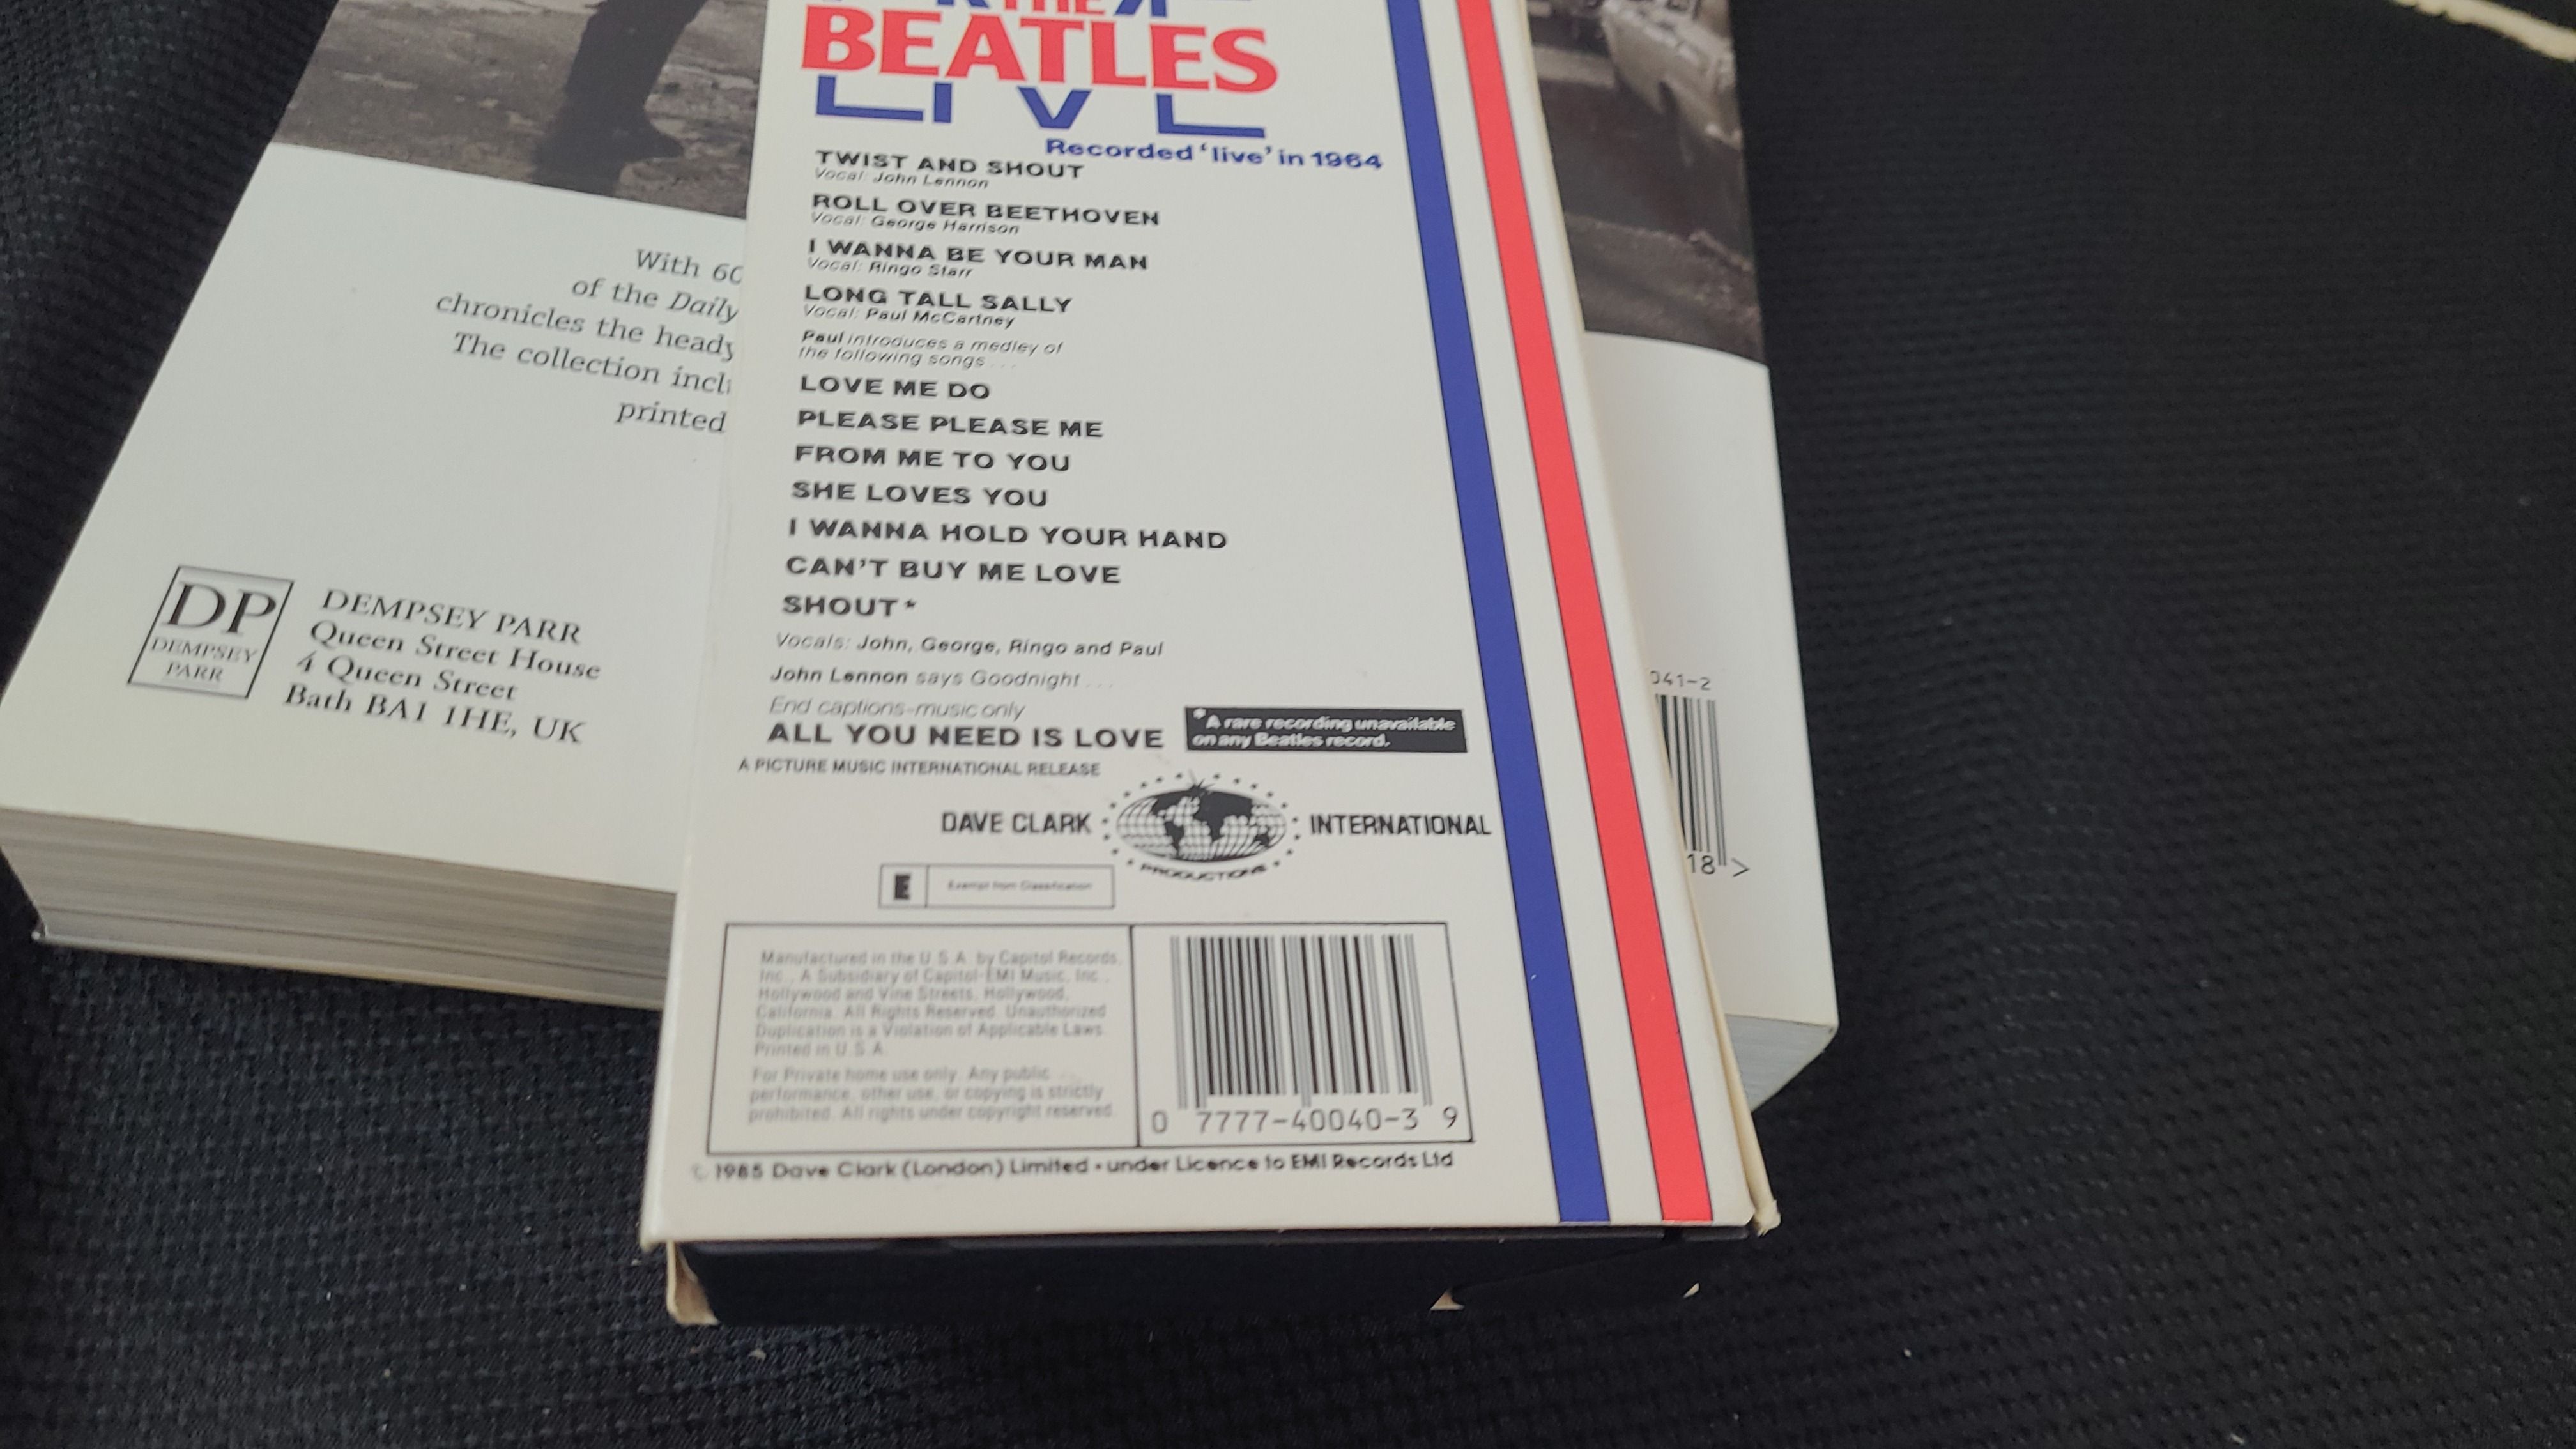 THE
BEATLES
LIVE
Recorded 'live' in 1964
TWIST AND SHOUT
Vocal: John Lennon
ROLL OVER BEETHOVEN
Vocal: George Harrison
I WANNA BE YOUR MAN
Vocal: Ringo Starr
LONG TALL SALLY
Vocal: Paul McCartney
Paul introduces a medley of
the following songs . . .
LOVE ME DO
PLEASE PLEASE ME
FROM ME TO YOU
SHE LOVES YOU
I WANNA HOLD YOUR HAND
CAN'T BUY ME LOVE
SHOUT*
Vocals: John, George, Ringo and Paul
John Lennon says Goodnight . . .
End captions-music only
ALL YOU NEED IS LOVE
*A rare recording unavailable
on any Beatles record.
A PICTURE MUSIC INTERNATIONAL RELEASE
DAVE CLARK INTERNATIONAL
PRODUCTIONS
E Exempt from Classification
Manufactured in the U.S.A. by Capitol Records,
Inc., A Subsidiary of Capitol-EMI Music, Inc.,
Hollywood and Vine Streets, Hollywood,
California. All Rights Reserved. Unauthorized
Duplication is a Violation of Applicable Laws.
Printed in U.S.A.
For Private home use only. Any public
performance, other use, or copying is strictly
prohibited. All rights under copyright reserved.
0 7777-40040-3 9
© 1985 Dave Clark (London) Limited • under Licence to EMI Records Ltd
With 60
of the Daily
chronicles the heady
The collection incl
printed
DP
DEMPSEY
PARR
DEMPSEY PARR
Queen Street House
4 Queen Street
Bath BA1 1HE, UK
041-2
18>